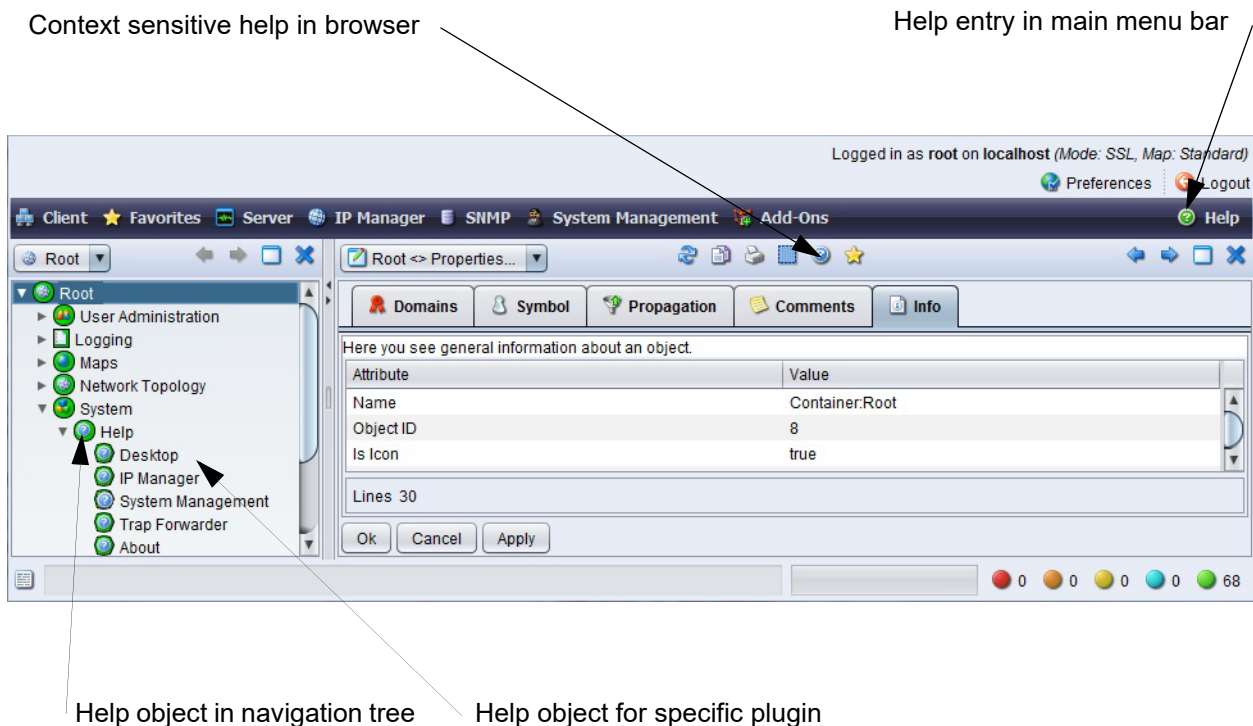 Context sensitive help in browser
Help entry in main menu bar
Logged in as root on localhost (Mode: SSL, Map: Standard)
Preferences Logout
Client Favorites Server IP Manager SNMP System Management Add-Ons Help
Root Root <> Properties...
Root
User Administration
Logging
Maps
Network Topology
System
Help
Desktop
IP Manager
System Management
Trap Forwarder
About
Domains Symbol Propagation Comments Info
Here you see general information about an object.
Attribute Value
Name Container:Root
Object ID 8
Is Icon true
Lines 30
Ok Cancel Apply
0 0 0 0 68
Help object in navigation tree
Help object for specific plugin